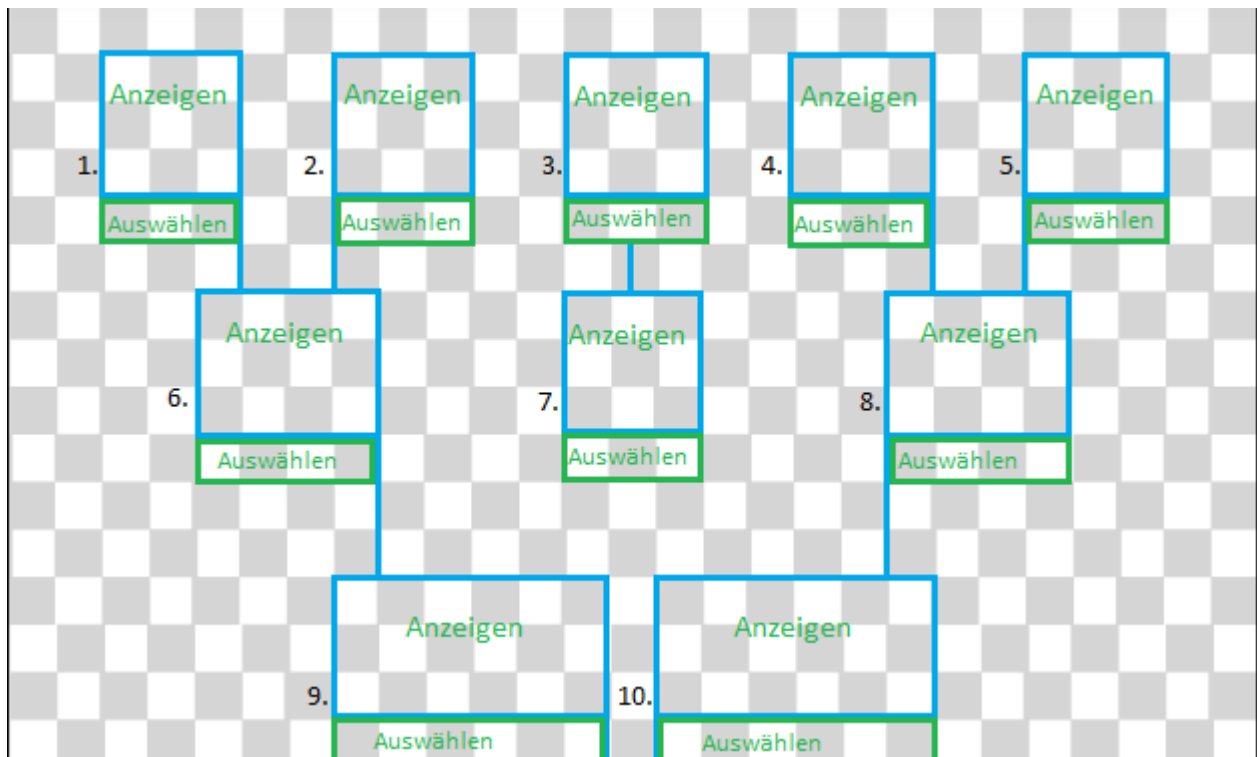 Anzeigen Anzeigen Anzeigen Anzeigen Anzeigen
1. 2. 3. 4. 5.
Auswählen Auswählen Auswählen Auswählen Auswählen
Anzeigen Anzeigen Anzeigen
6. 7. 8.
Auswählen Auswählen Auswählen
Anzeigen Anzeigen
9. 10.
Auswählen Auswählen